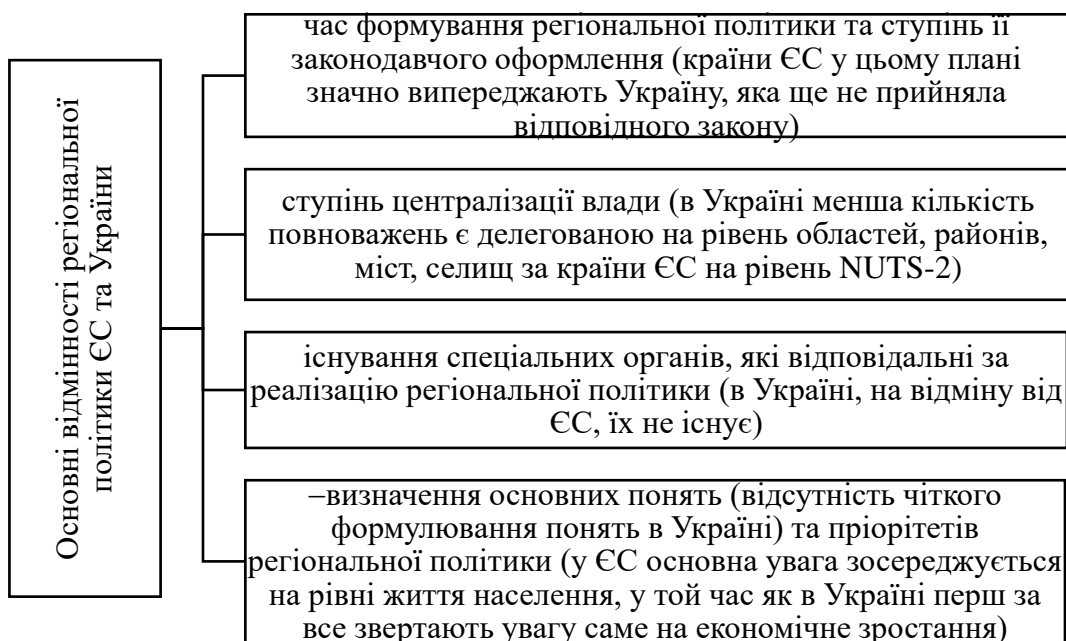 Основні відмінності регіональної
політики ЄС та України
час формування регіональної політики та ступінь її
законодавчого оформлення (країни ЄС у цьому плані
значно випереджають Україну, яка ще не прийняла
відповідного закону)
ступінь централізації влади (в Україні менша кількість
повноважень є делегованою на рівень областей, районів,
міст, селищ за країни ЄС на рівень NUTS-2)
існування спеціальних органів, які відповідальні за
реалізацію регіональної політики (в Україні, на відміну від
ЄС, їх не існує)
–визначення основних понять (відсутність чіткого
формулювання понять в Україні) та пріорітетів
регіональної політики (у ЄС основна увага зосереджується
на рівні життя населення, у той час як в Україні перш за
все звертають увагу саме на економічне зростання)